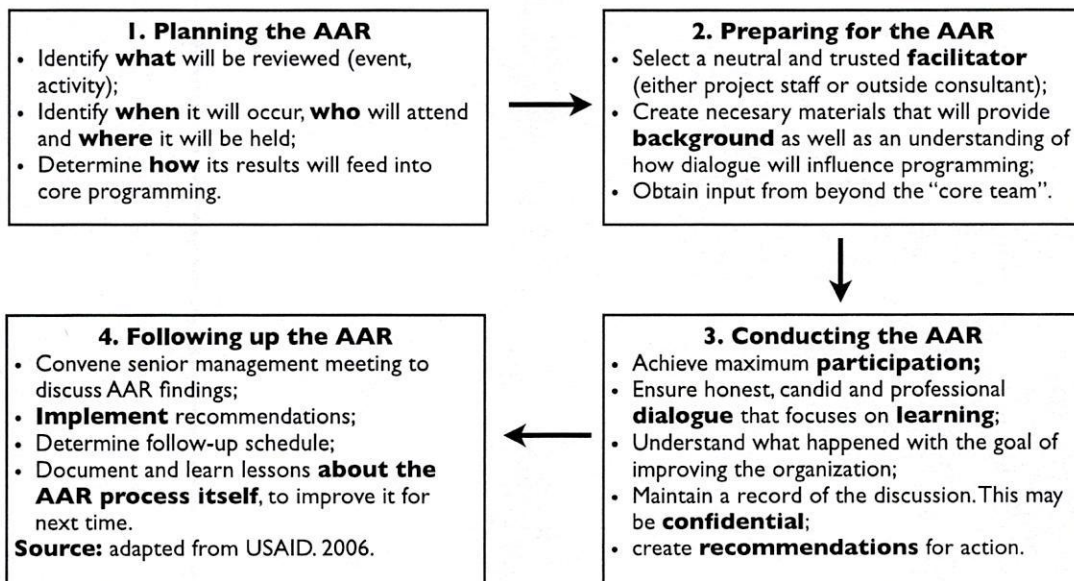 1. Planning the AAR
• Identify what will be reviewed (event,
activity);
• Identify when it will occur, who will attend
and where it will be held;
• Determine how its results will feed into
core programming.
2. Preparing for the AAR
• Select a neutral and trusted facilitator
(either project staff or outside consultant);
• Create necesary materials that will provide
background as well as an understanding of
how dialogue will influence programming;
• Obtain input from beyond the “core team”.
3. Conducting the AAR
• Achieve maximum participation;
• Ensure honest, candid and professional
dialogue that focuses on learning;
• Understand what happened with the goal of
improving the organization;
• Maintain a record of the discussion. This may
be confidential;
• create recommendations for action.
4. Following up the AAR
• Convene senior management meeting to
discuss AAR findings;
• Implement recommendations;
• Determine follow-up schedule;
• Document and learn lessons about the
AAR process itself, to improve it for
next time.
Source: adapted from USAID. 2006.